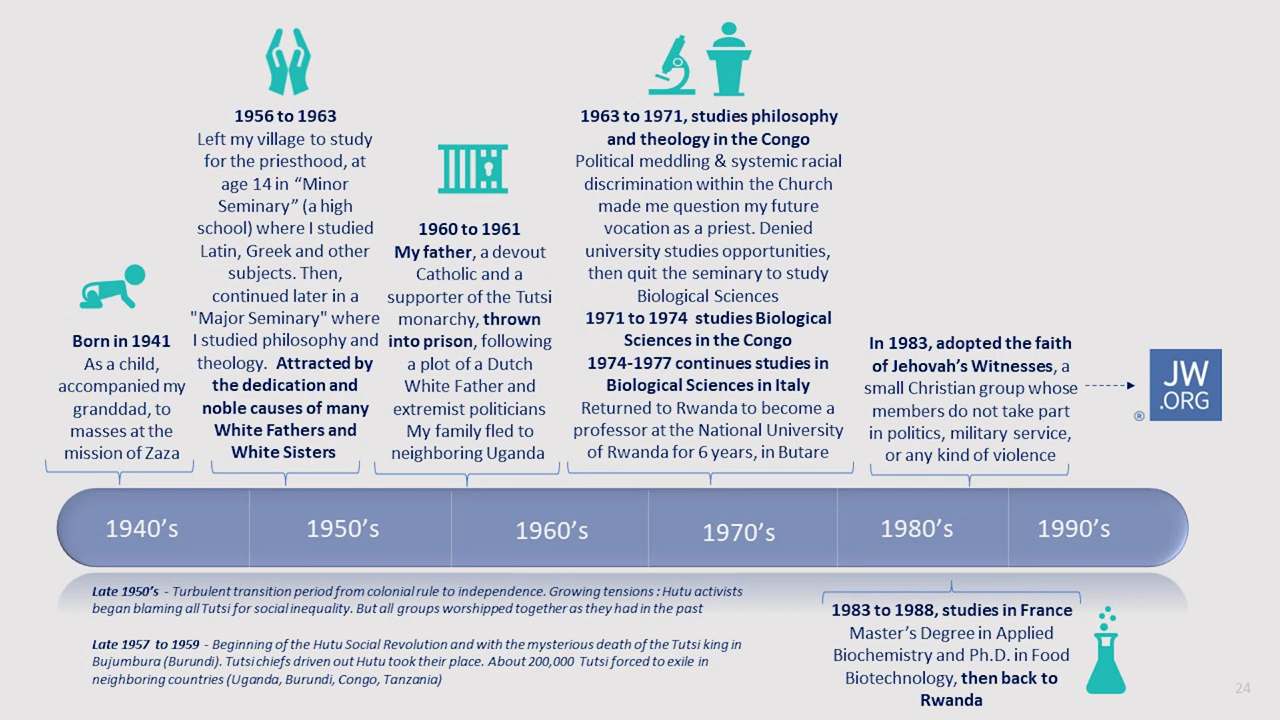 Born in 1941
As a child,
accompanied my
granddad, to
masses at the
mission of Zaza
1956 to 1963
Left my village to study
for the priesthood, at
age 14 in “Minor
Seminary” (a high
school) where I studied
Latin, Greek and other
subjects. Then,
continued later in a
"Major Seminary" where
I studied philosophy and
theology. Attracted by
the dedication and
noble causes of many
White Fathers and
White Sisters
1960 to 1961
My father, a devout
Catholic and a
supporter of the Tutsi
monarchy, thrown
into prison, following
a plot of a Dutch
White Father and
extremist politicians
My family fled to
neighboring Uganda
1963 to 1971, studies philosophy
and theology in the Congo
Political meddling & systemic racial
discrimination within the Church
made me question my future
vocation as a priest. Denied
university studies opportunities,
then quit the seminary to study
Biological Sciences
1971 to 1974 studies Biological
Sciences in the Congo
1974-1977 continues studies in
Biological Sciences in Italy
Returned to Rwanda to become a
professor at the National University
of Rwanda for 6 years, in Butare
In 1983, adopted the faith
of Jehovah’s Witnesses, a
small Christian group whose
members do not take part
in politics, military service,
or any kind of violence
JW
.ORG
®
1940’s 1950’s 1960’s 1970’s 1980’s 1990’s
Late 1950’s - Turbulent transition period from colonial rule to independence. Growing tensions : Hutu activists
began blaming all Tutsi for social inequality. But all groups worshipped together as they had in the past
Late 1957 to 1959 - Beginning of the Hutu Social Revolution and with the mysterious death of the Tutsi king in
Bujumbura (Burundi). Tutsi chiefs driven out Hutu took their place. About 200,000 Tutsi forced to exile in
neighboring countries (Uganda, Burundi, Congo, Tanzania)
1983 to 1988, studies in France
Master’s Degree in Applied
Biochemistry and Ph.D. in Food
Biotechnology, then back to
Rwanda
24